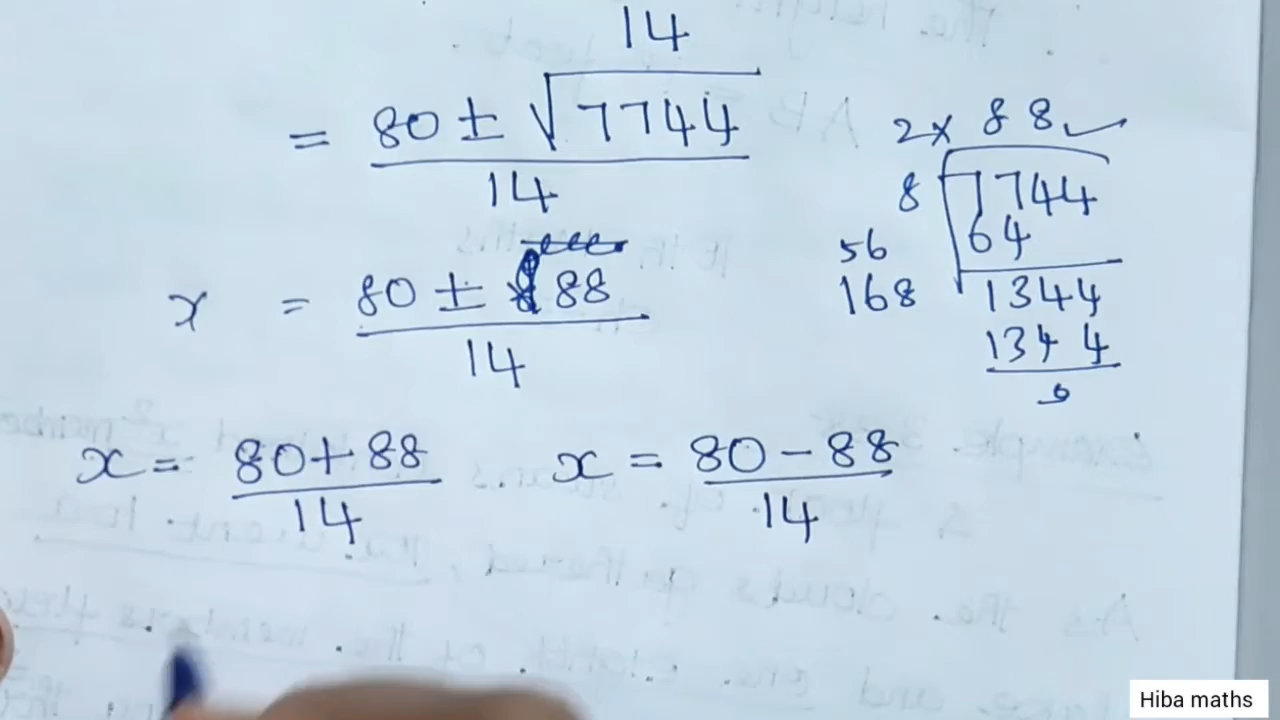 14
= 80 ± √7744
14
x = 80 ± 88
14
x = 80+88
14
x = 80 - 88
14
2× 88 ✓
8 7744
64
56
168 1344
1344
0
Hiba maths